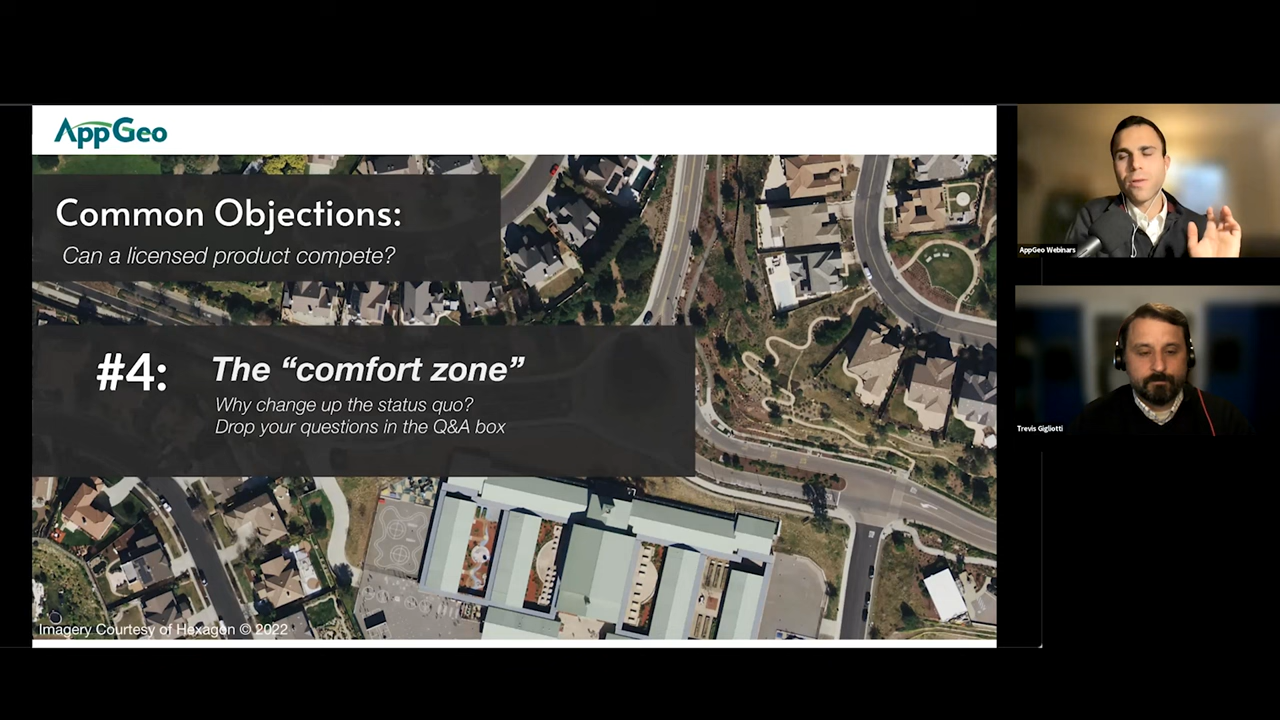 AppGeo
Common Objections:
Can a licensed product compete?
#4:
The “comfort zone”
Why change up the status quo?
Drop your questions in the Q&A box
Imagery Courtesy of Hexagon © 2022
AppGeo Webinars
Trevis Gigliotti